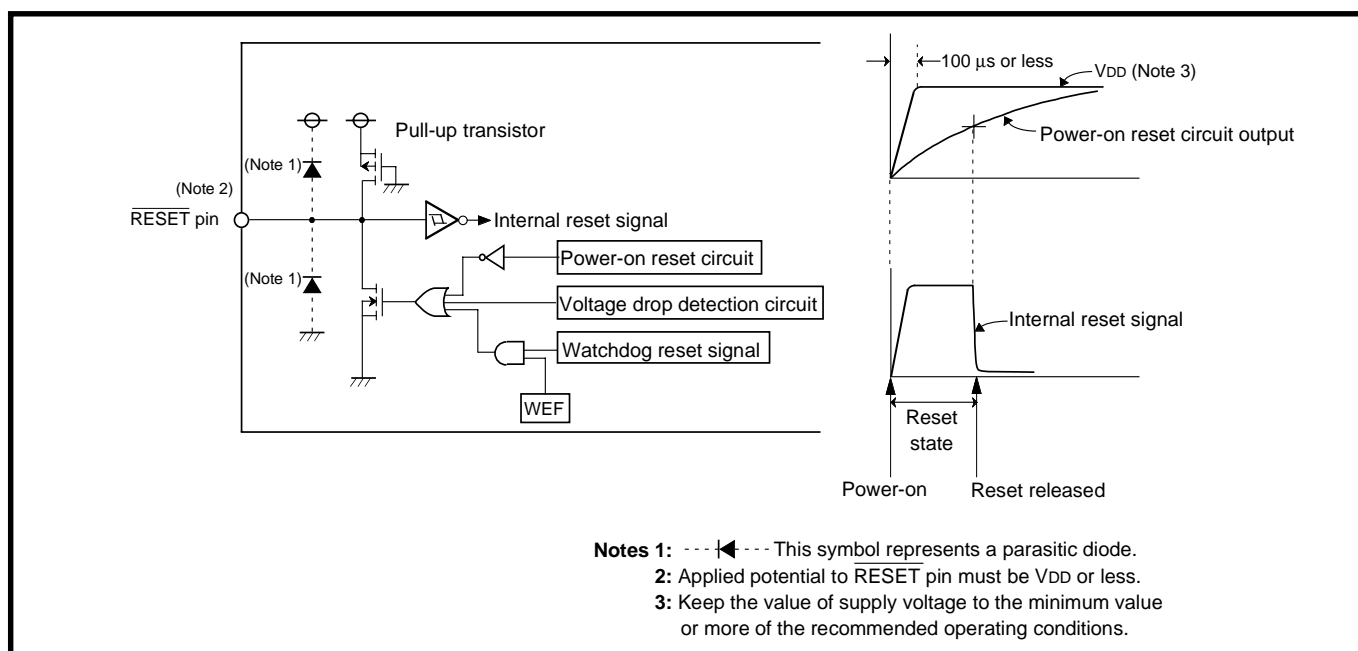 Pull-up transistor
(Note 1)
(Note 2)
RESET pin
Internal reset signal
(Note 1)
Power-on reset circuit
Voltage drop detection circuit
Watchdog reset signal
WEF
100 μs or less
VDD (Note 3)
Power-on reset circuit output
Internal reset signal
Reset
state
Power-on
Reset released
Notes 1: This symbol represents a parasitic diode.
2: Applied potential to RESET pin must be VDD or less.
3: Keep the value of supply voltage to the minimum value
or more of the recommended operating conditions.